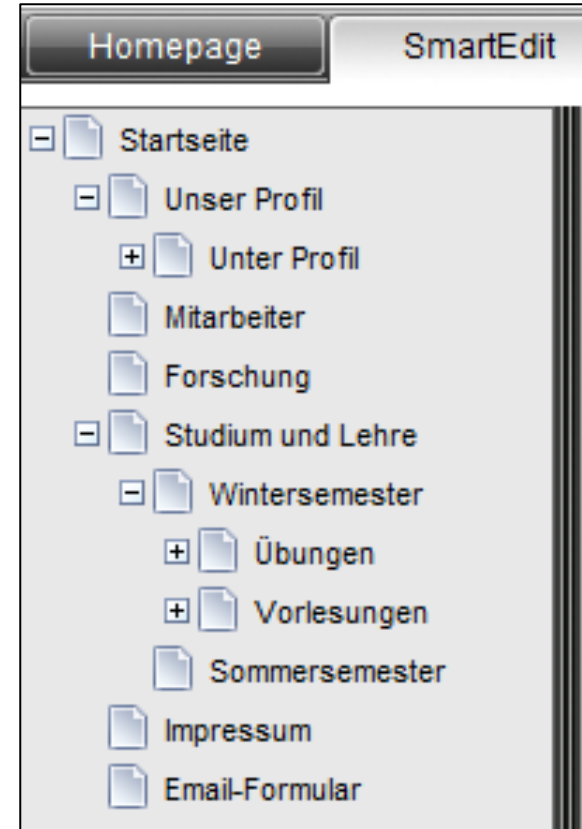 Homepage SmartEdit
Startseite
Unser Profil
Unter Profil
Mitarbeiter
Forschung
Studium und Lehre
Wintersemester
Übungen
Vorlesungen
Sommersemester
Impressum
Email-Formular